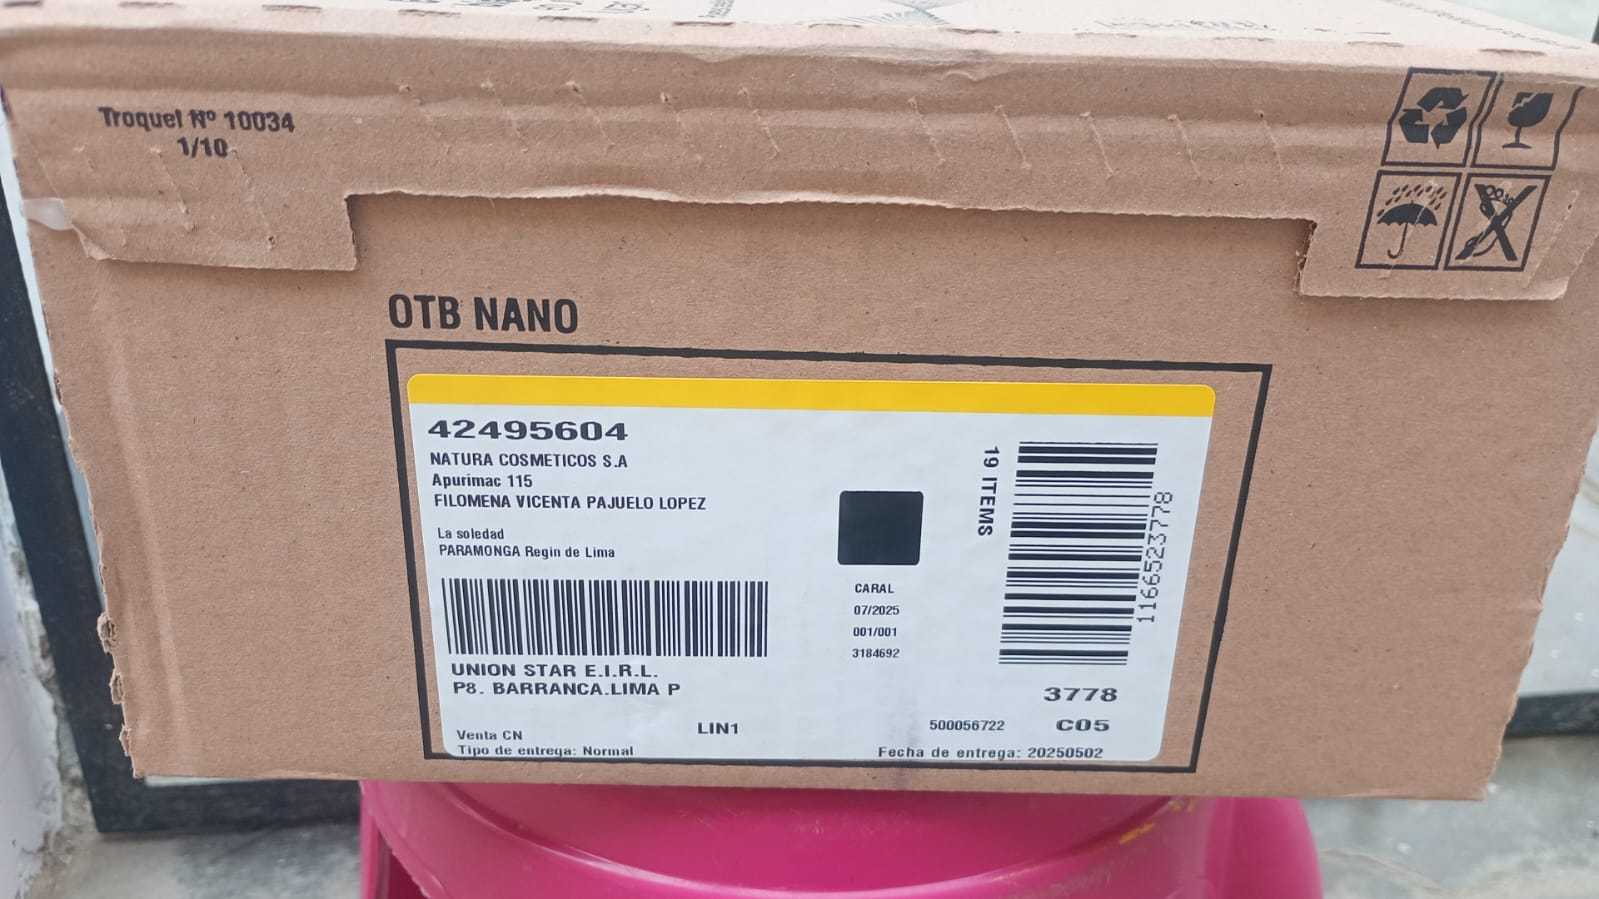 Troquel Nº 10034
1/10
OTB NANO
42495604
NATURA COSMETICOS S.A
Apurimac 115
FILOMENA VICENTA PAJUELO LOPEZ
La soledad
PARAMONGA Regin de Lima
UNION STAR E.I.R.L.
P8. BARRANCA.LIMA P
Venta CN
Tipo de entrega: Normal
LIN1
CARAL
07/2025
001/001
3184692
19 ITEMS
1166523778
3778
500056722
C05
Fecha de entrega: 20250502